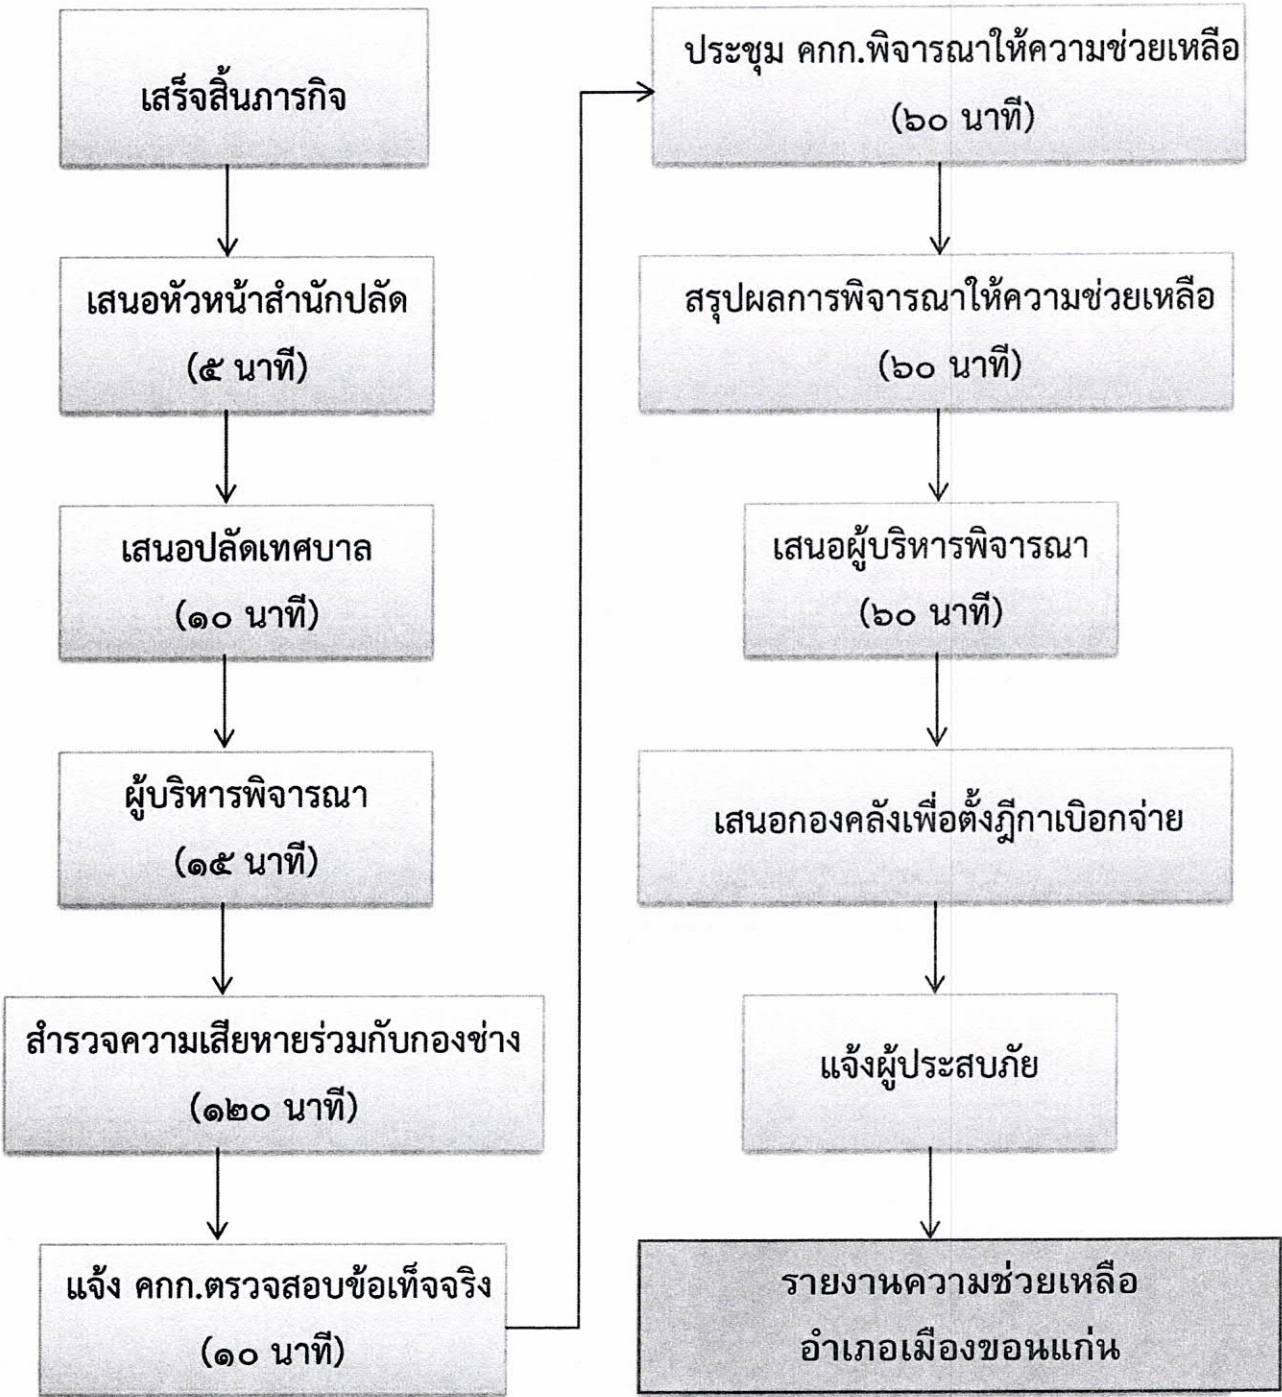 เสร็จสิ้นภารกิจ
เสนอหัวหน้าสำนักปลัด
(๕ นาที)
เสนอปลัดเทศบาล
(๑๐ นาที)
ผู้บริหารพิจารณา
(๑๕ นาที)
สำรวจความเสียหายร่วมกับกองช่าง
(๑๒๐ นาที)
แจ้ง คกก.ตรวจสอบข้อเท็จจริง
(๑๐ นาที)
ประชุม คกก.พิจารณาให้ความช่วยเหลือ
(๖๐ นาที)
สรุปผลการพิจารณาให้ความช่วยเหลือ
(๖๐ นาที)
เสนอผู้บริหารพิจารณา
(๖๐ นาที)
เสนอกองคลังเพื่อตั้งฎีกาเบิอกจ่าย
แจ้งผู้ประสบภัย
รายงานความช่วยเหลือ
อำเภอเมืองขอนแก่น